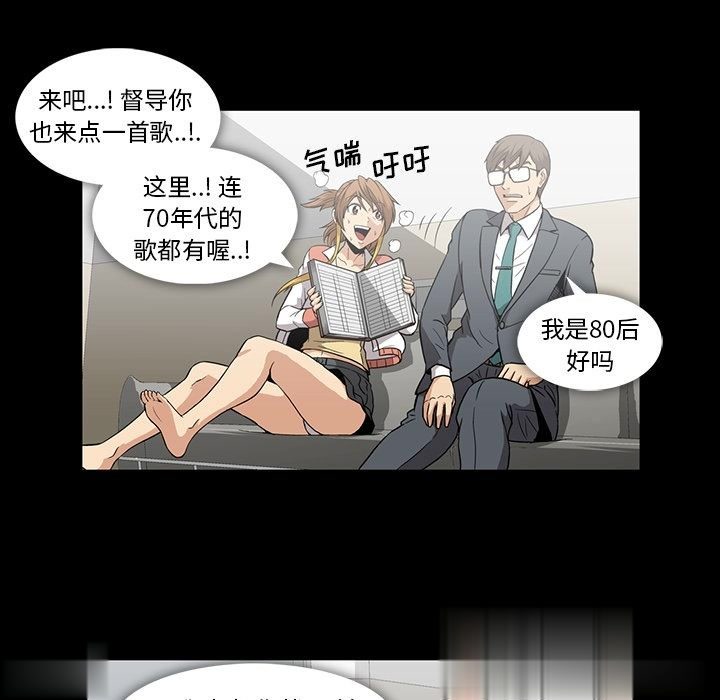 来吧...! 督导你
也来点一首歌..!.
这里..! 连
70年代的
歌都有喔..!
气喘
吁吁
我是80后
好吗